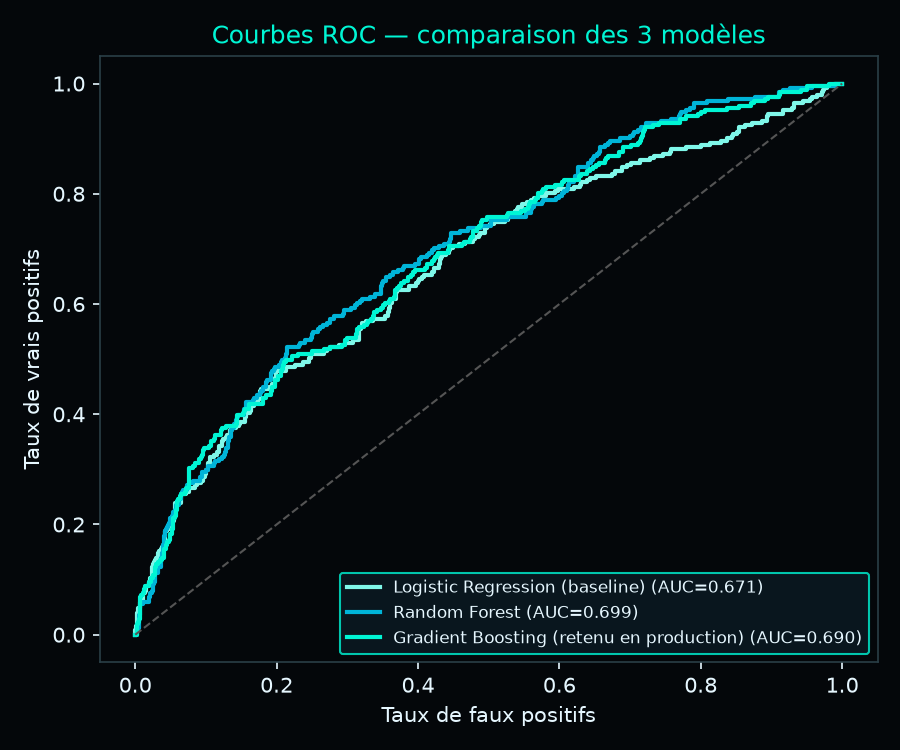 Courbes ROC — comparaison des 3 modèles
1.0
0.8
0.6
0.4
0.2
0.0
Taux de vrais positifs
Logistic Regression (baseline) (AUC=0.671)
Random Forest (AUC=0.699)
Gradient Boosting (retenu en production) (AUC=0.690)
0.0 0.2 0.4 0.6 0.8 1.0
Taux de faux positifs